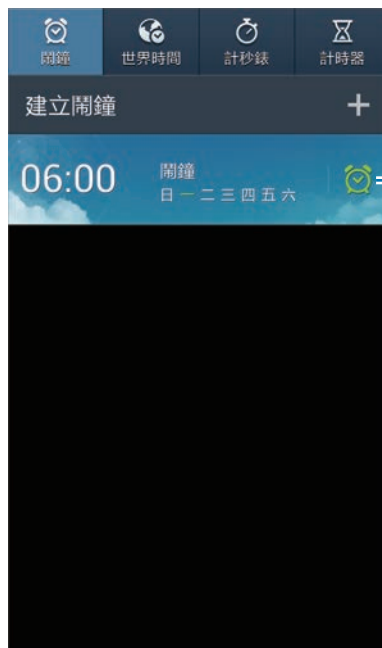 鬧鐘 世界時間 計秒錶 計時器
建立鬧鐘
06:00 鬧鐘
日 一 二 三 四 五 六